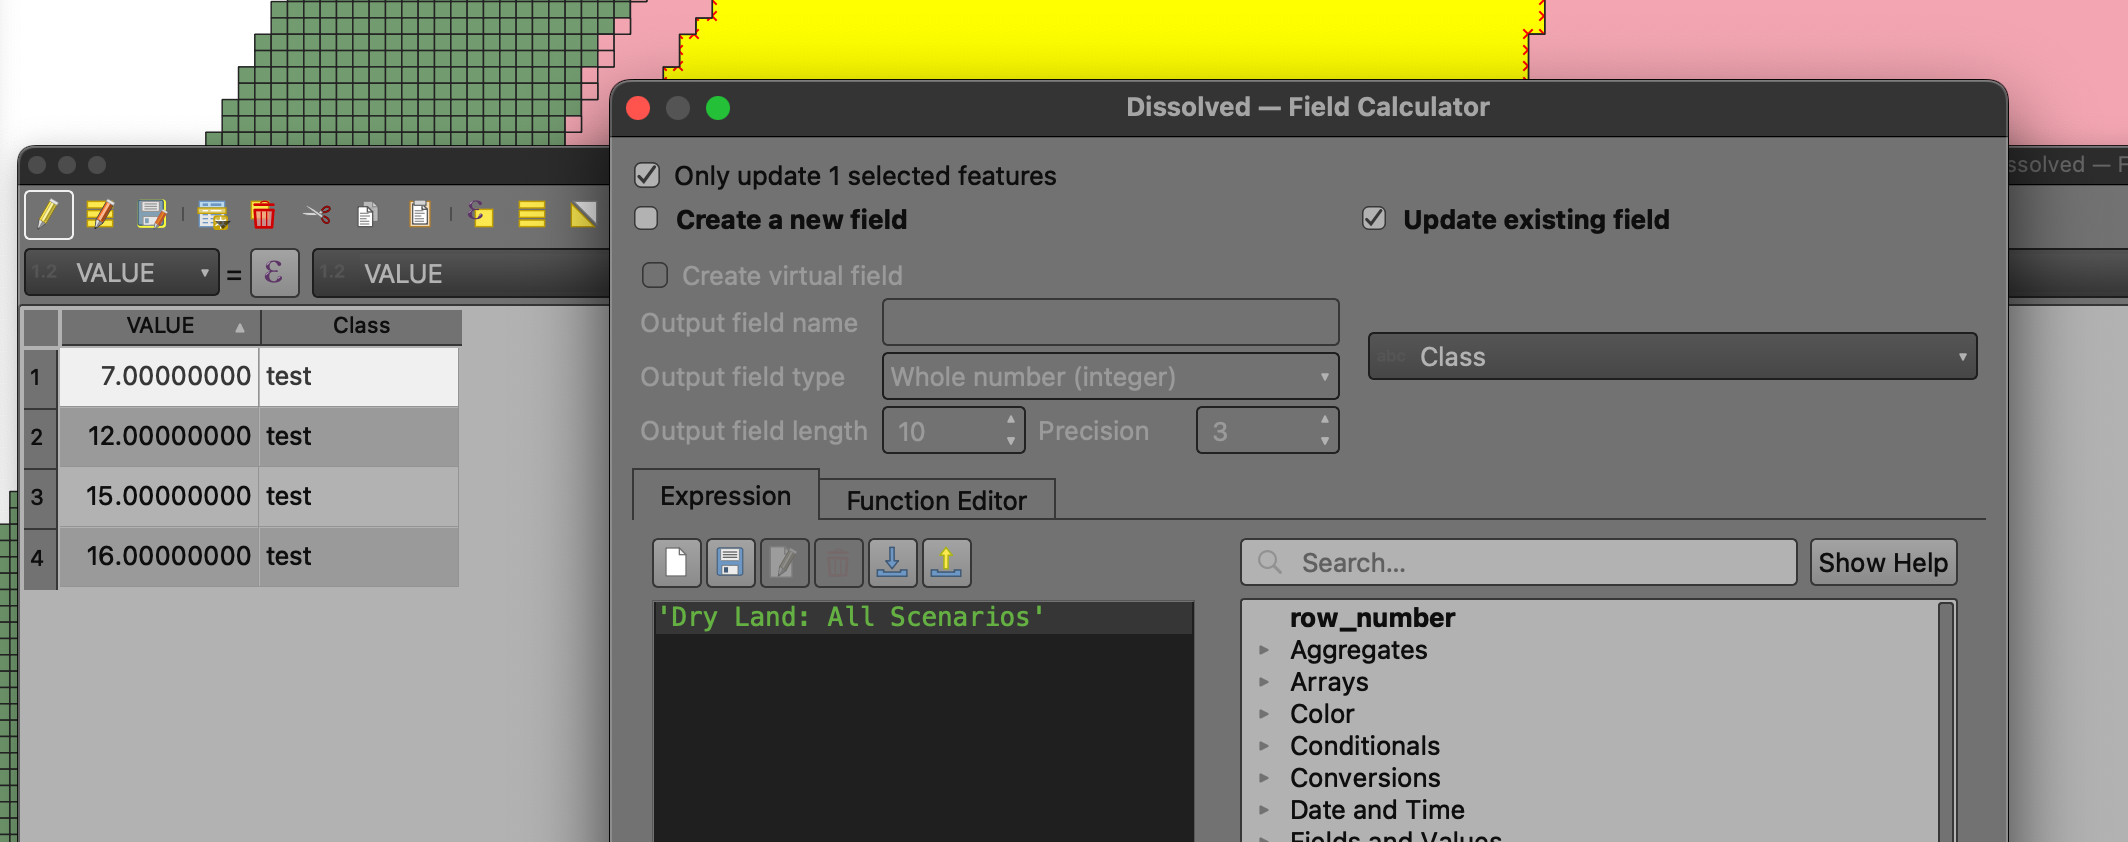 Dissolved — Field Calculator
ssolved — F
Only update 1 selected features
Create a new field
Update existing field
Create virtual field
Output field name
Output field type
Whole number (integer)
abc Class
Output field length
10
Precision
3
Expression
Function Editor
Search...
Show Help
'Dry Land: All Scenarios'
row_number
Aggregates
Arrays
Color
Conditionals
Conversions
Date and Time
Fields and Values
1.2 VALUE
=
ε
1.2 VALUE
VALUE Class
1 7.00000000 test
2 12.00000000 test
3 15.00000000 test
4 16.00000000 test